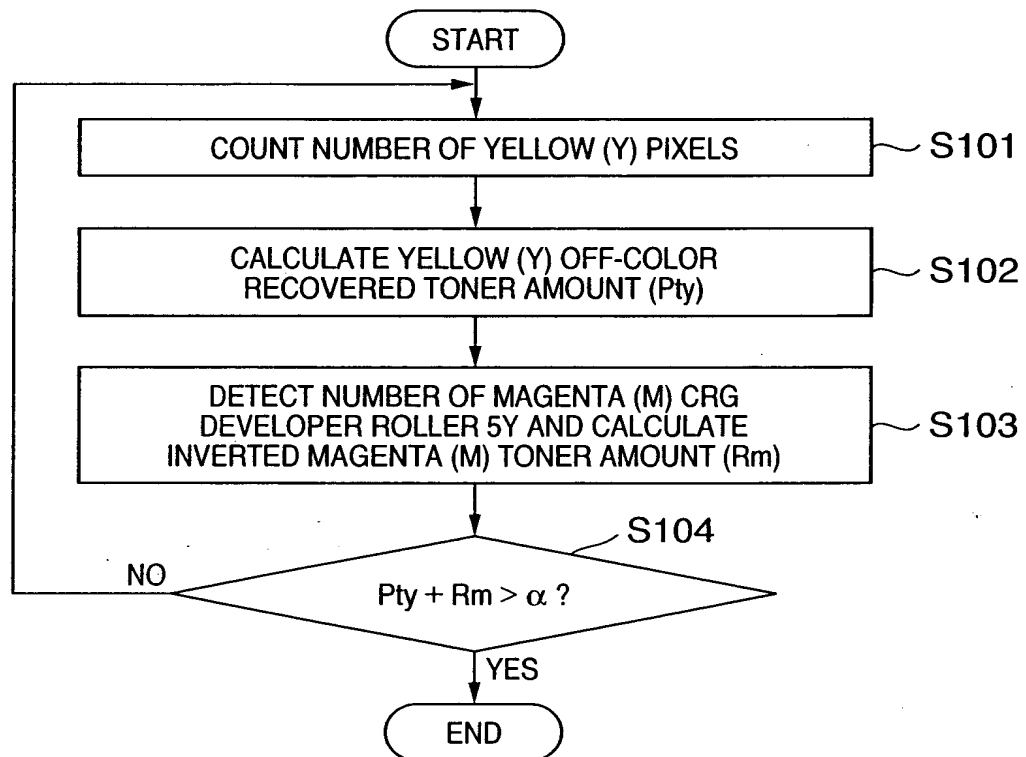 START
COUNT NUMBER OF YELLOW (Y) PIXELS
S101
CALCULATE YELLOW (Y) OFF-COLOR
RECOVERED TONER AMOUNT (Pty)
S102
DETECT NUMBER OF MAGENTA (M) CRG
DEVELOPER ROLLER 5Y AND CALCULATE
INVERTED MAGENTA (M) TONER AMOUNT (Rm)
S103
S104
NO
Pty + Rm > α ?
YES
END